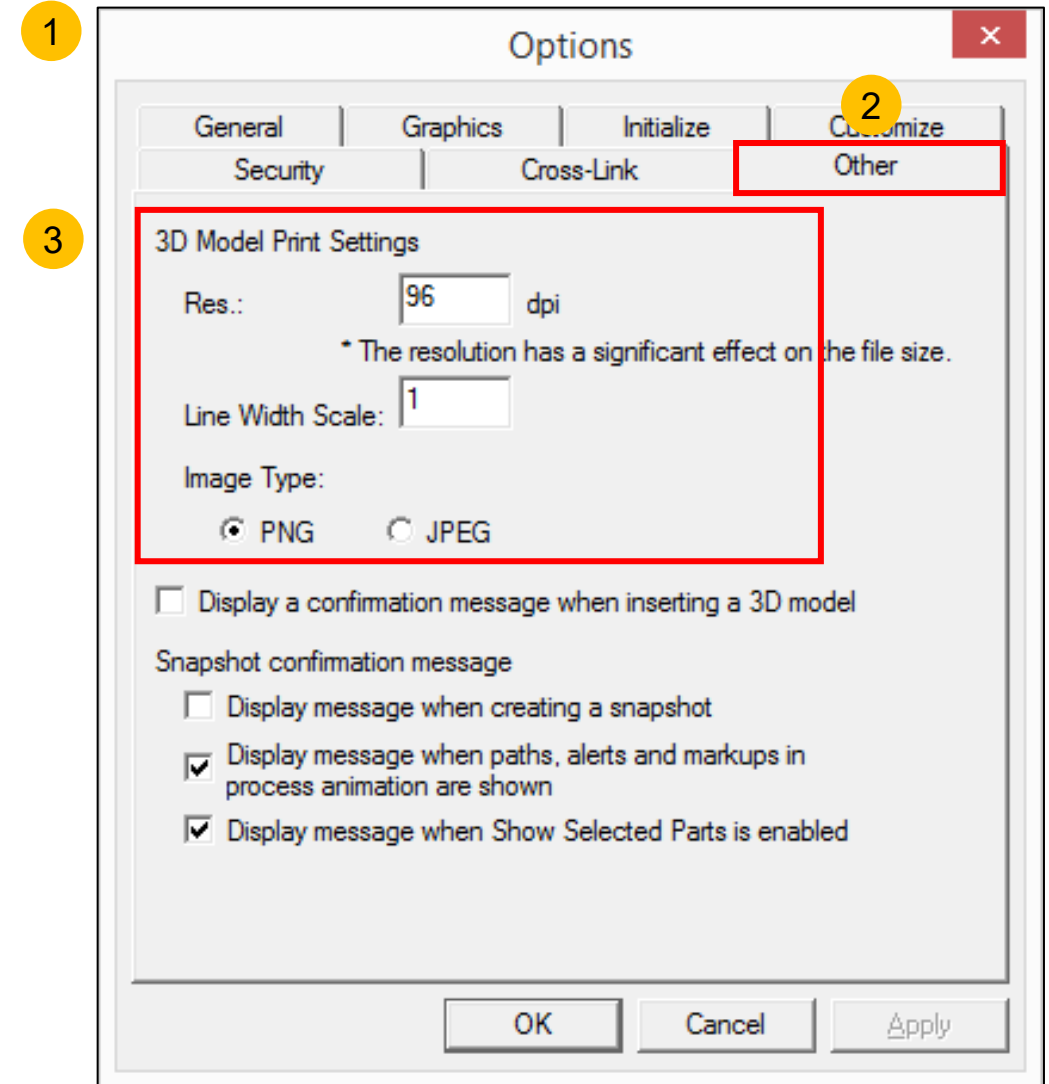 1
Options
2
General Graphics Initialize Customize
Security Cross-Link Other
3
3D Model Print Settings
Res.: 96 dpi
* The resolution has a significant effect on the file size.
Line Width Scale: 1
Image Type:
PNG JPEG
Display a confirmation message when inserting a 3D model
Snapshot confirmation message
Display message when creating a snapshot
Display message when paths, alerts and markups in
process animation are shown
Display message when Show Selected Parts is enabled
OK Cancel Apply